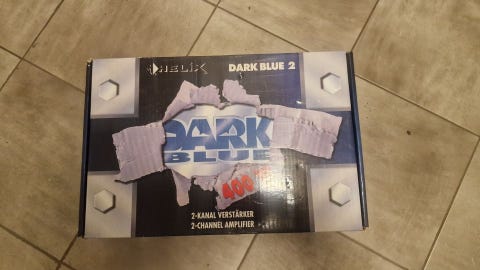 HELIX
DARK BLUE 2
DARK
BLUE
400
2-KANAL VERSTÄRKER
2-CHANNEL AMPLIFIER